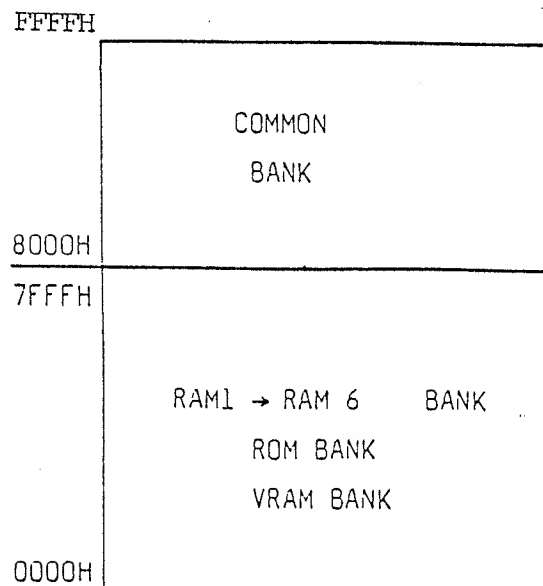 FFFFH
COMMON
BANK
8000H
7FFFH
RAM1 → RAM 6 BANK
ROM BANK
VRAM BANK
0000H